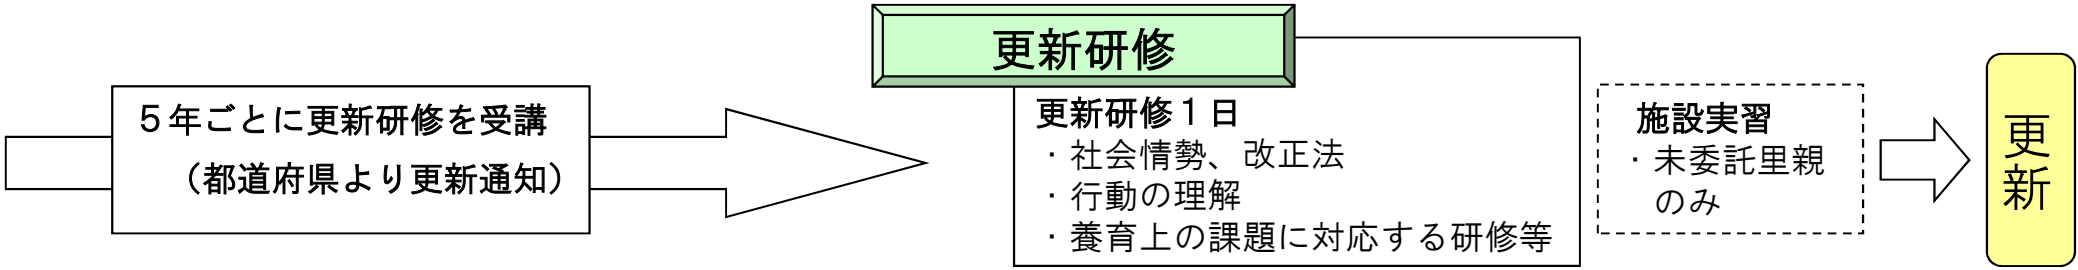 ５年ごとに更新研修を受講
（都道府県より更新通知）
更新研修
更新研修１日
・社会情勢、改正法
・行動の理解
・養育上の課題に対応する研修等
施設実習
・未委託里親
のみ
更新